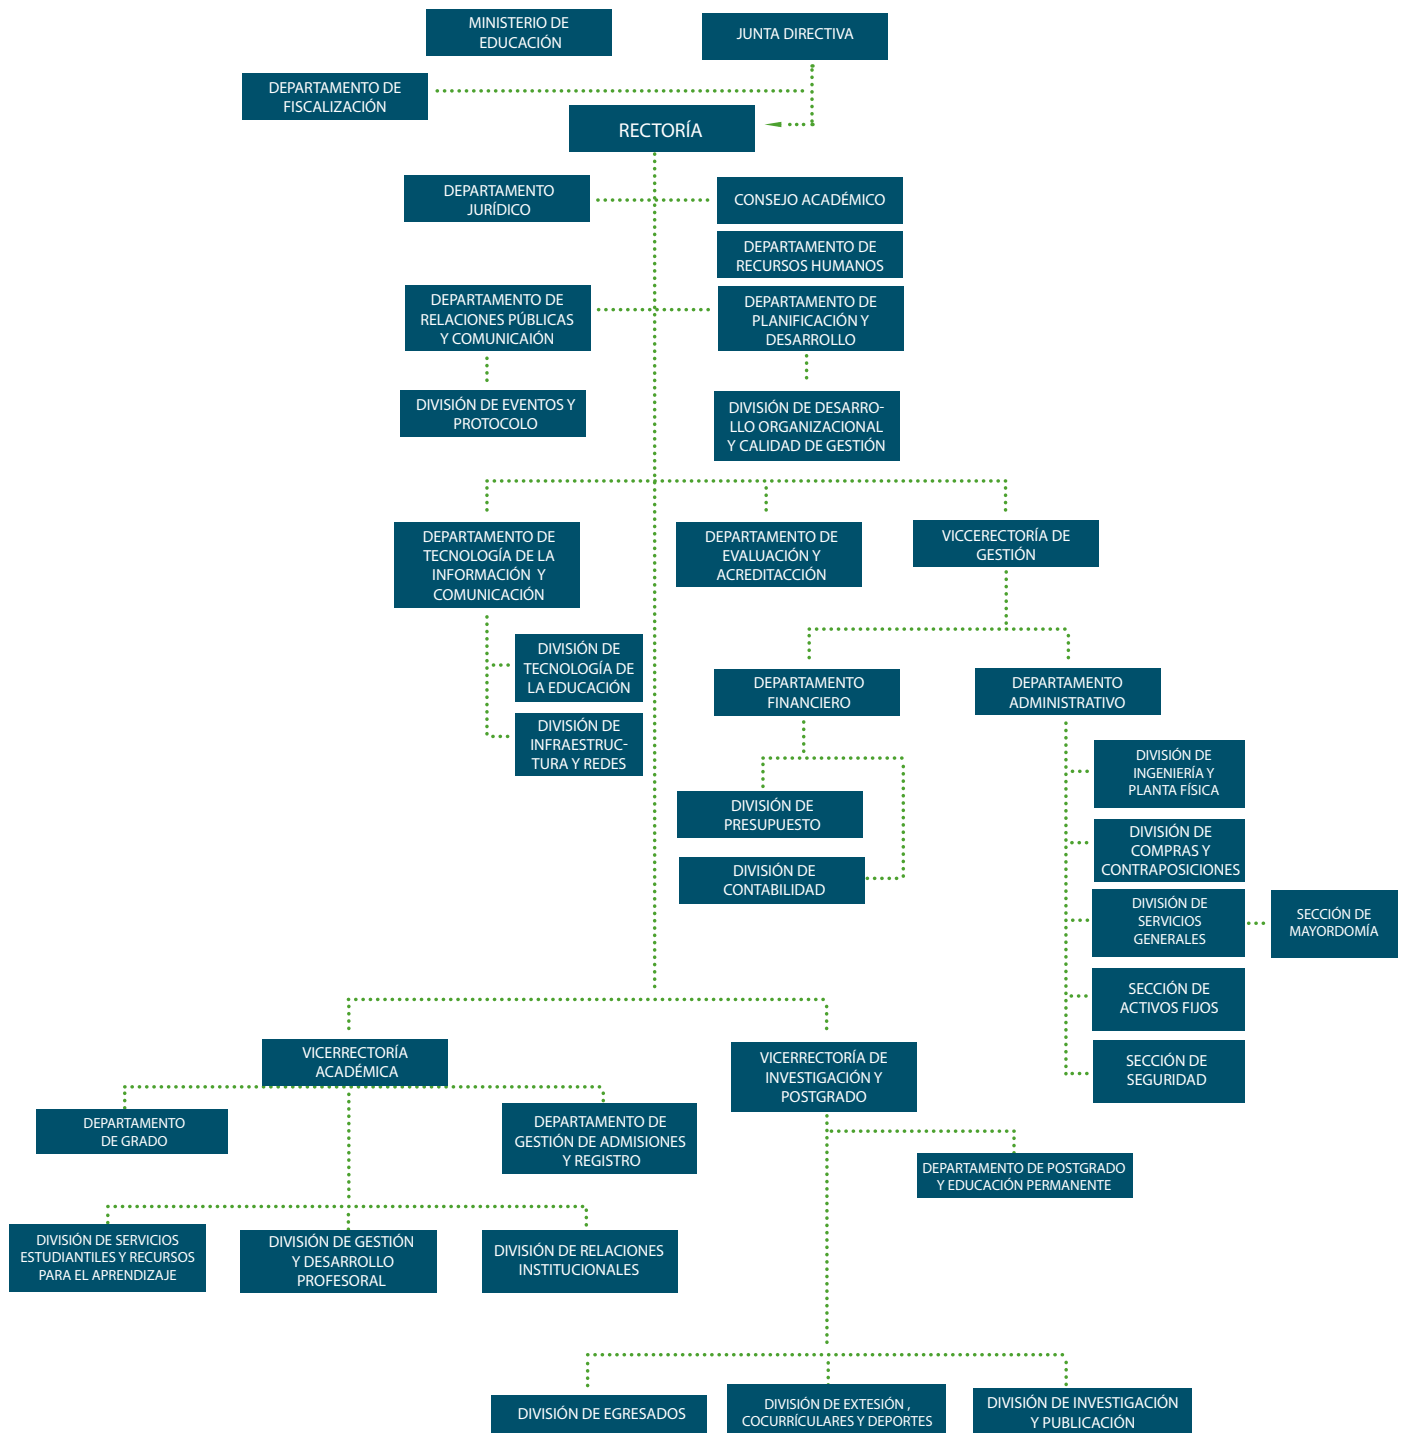 MINISTERIO DE
EDUCACIÓN
JUNTA DIRECTIVA
DEPARTAMENTO DE
FISCALIZACIÓN
RECTORÍA
DEPARTAMENTO
JURÍDICO
CONSEJO ACADÉMICO
DEPARTAMENTO DE
RECURSOS HUMANOS
DEPARTAMENTO DE
RELACIONES PÚBLICAS
Y COMUNICAIÓN
DEPARTAMENTO DE
PLANIFICACIÓN Y
DESARROLLO
DIVISIÓN DE EVENTOS Y
PROTOCOLO
DIVISIÓN DE DESARRO-
LLO ORGANIZACIONAL
Y CALIDAD DE GESTIÓN
DEPARTAMENTO DE
TECNOLOGÍA DE LA
INFORMACIÓN Y
COMUNICACIÓN
DEPARTAMENTO DE
EVALUACIÓN Y
ACREDITACCIÓN
VICCERECTORÍA DE
GESTIÓN
DIVISIÓN DE
TECNOLOGÍA DE
LA EDUCACIÓN
DIVISIÓN DE
INFRAESTRUC-
TURA Y REDES
DEPARTAMENTO
FINANCIERO
DEPARTAMENTO
ADMINISTRATIVO
DIVISIÓN DE
PRESUPUESTO
DIVISIÓN DE
CONTABILIDAD
DIVISIÓN DE
INGENIERÍA Y
PLANTA FÍSICA
DIVISIÓN DE
COMPRAS Y
CONTRAPOSICIONES
DIVISIÓN DE
SERVICIOS
GENERALES
SECCIÓN DE
MAYORDOMÍA
SECCIÓN DE
ACTIVOS FIJOS
SECCIÓN DE
SEGURIDAD
VICERRECTORÍA
ACADÉMICA
VICERRECTORÍA DE
INVESTIGACIÓN Y
POSTGRADO
DEPARTAMENTO
DE GRADO
DEPARTAMENTO DE
GESTIÓN DE ADMISIONES
Y REGISTRO
DEPARTAMENTO DE POSTGRADO
Y EDUCACIÓN PERMANENTE
DIVISIÓN DE SERVICIOS
ESTUDIANTILES Y RECURSOS
PARA EL APRENDIZAJE
DIVISIÓN DE GESTIÓN
Y DESARROLLO
PROFESORAL
DIVISIÓN DE RELACIONES
INSTITUCIONALES
DIVISIÓN DE EGRESADOS
DIVISIÓN DE EXTESIÓN ,
COCURRÍCULARES Y DEPORTES
DIVISIÓN DE INVESTIGACIÓN
Y PUBLICACIÓN